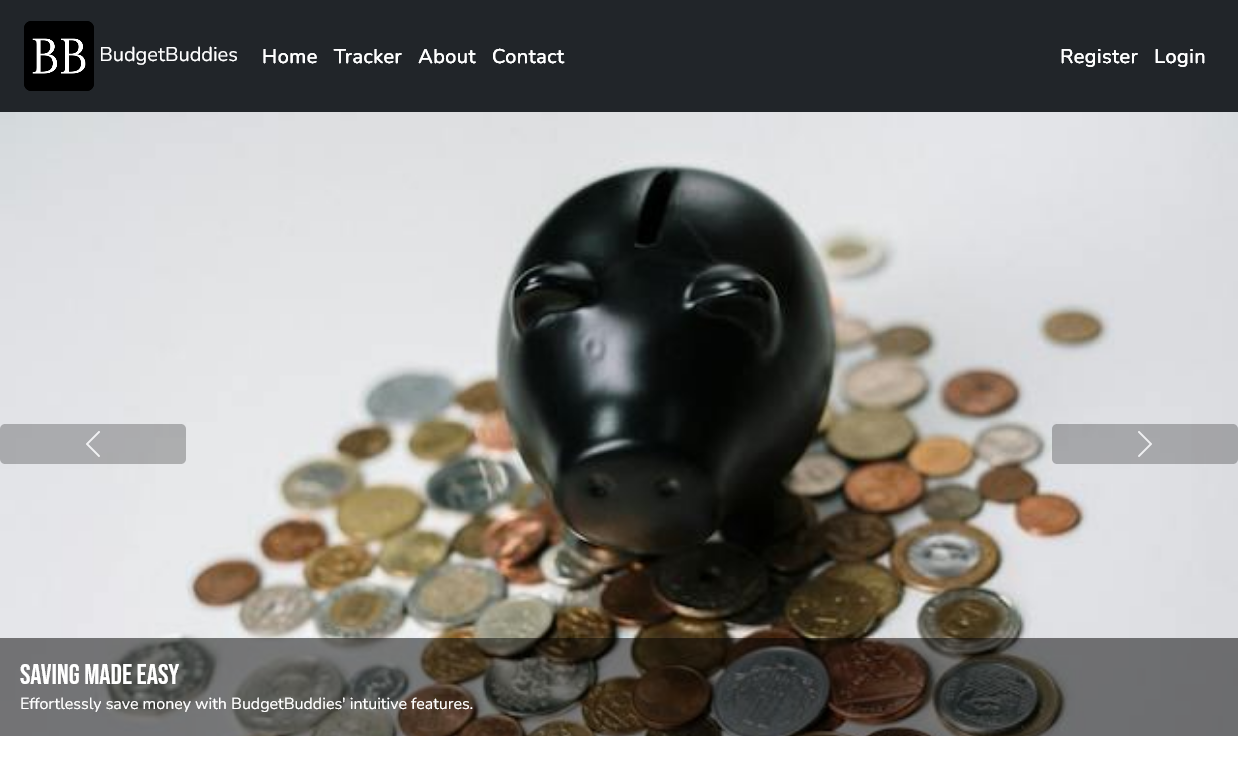 BB BudgetBuddies Home Tracker About Contact Register Login
SAVING MADE EASY
Effortlessly save money with BudgetBuddies' intuitive features.